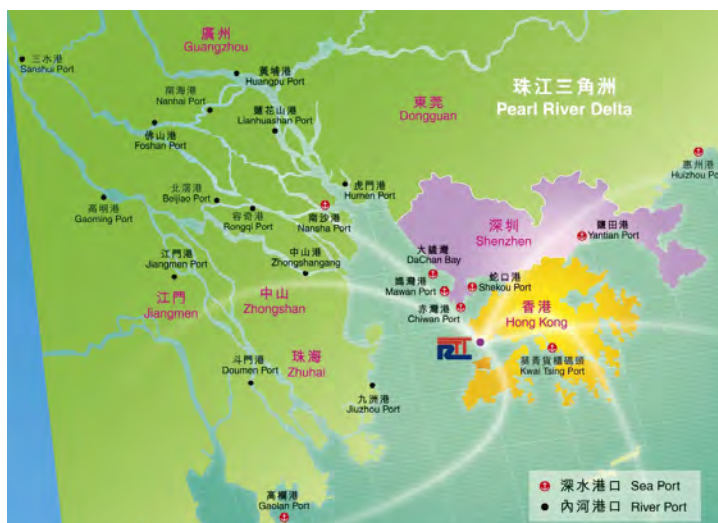 廣州
Guangzhou
三水港
Sanshui Port
黃埔港
Huangpu Port
南海港
Nanhai Port
蓮花山港
Lianhuashan Port
東莞
Dongguan
珠江三角洲
Pearl River Delta
佛山港
Foshan Port
惠州港
Huizhou Po
虎門港
Humen Port
北滘港
Beijiao Port
高明港
Gaoming Port
容奇港
Rongqi Port
南沙港
Nansha Port
深圳
Shenzhen
鹽田港
Yantian Port
大鏟灣
DaChan Bay
中山港
Zhongshangang
江門港
Jiangmen Port
媽灣港
Mawan Port
蛇口港
Shekou Port
江門
Jiangmen
中山
Zhongshan
赤灣港
Chiwan Port
香港
Hong Kong
RTT
葵青貨櫃碼頭
Kwai Tsing Port
珠海
Zhuhai
斗門港
Doumen Port
九洲港
Jiuzhou Port
高欄港
Gaolan Port
深水港口 Sea Port
內河港口 River Port